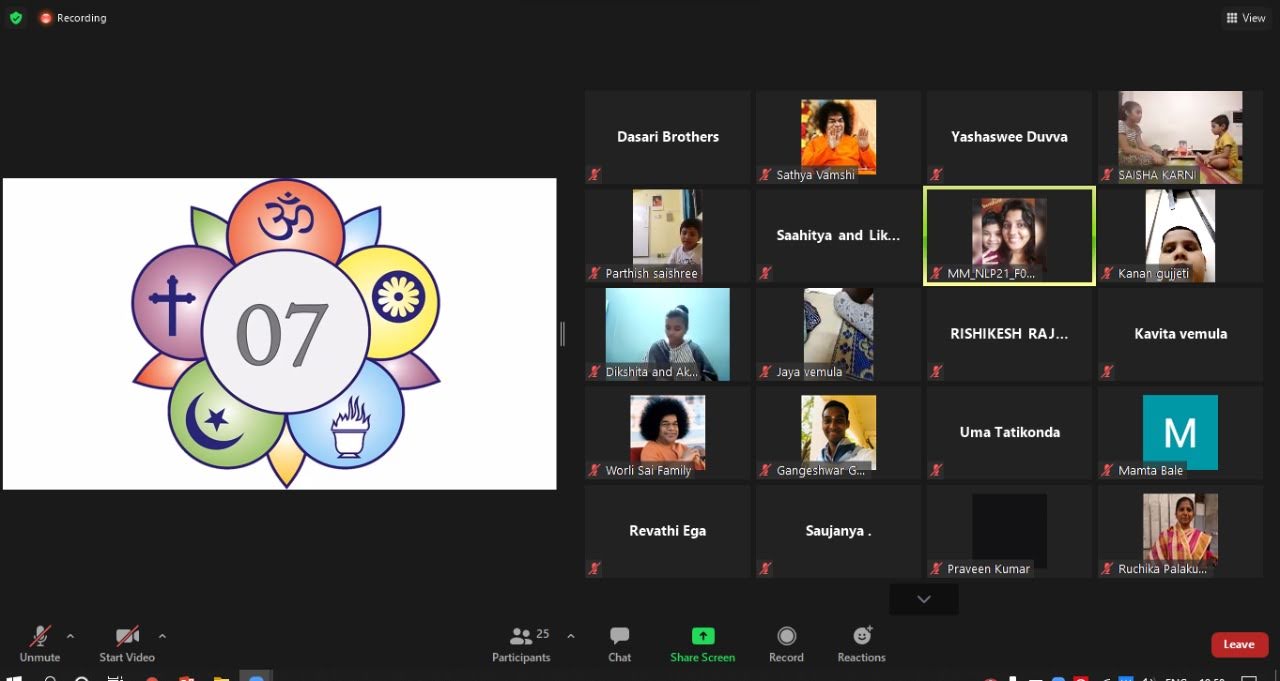 Recording
View
07
Dasari Brothers
Sathya Vamshi
Yashaswee Duvva
SAISHA KARNI
Parthish saishree
Saahitya and Lik...
MM_NLP21_F0...
Kanan gujjeti
Dikshita and Ak...
Jaya vemula
RISHIKESH RAJ...
Kavita vemula
Worli Sai Family
Gangeshwar G...
Uma Tatikonda
M
Mamta Bale
Revathi Ega
Saujanya .
Praveen Kumar
Ruchika Palaku...
Unmute
Start Video
25
Participants
Chat
Share Screen
Record
Reactions
Leave